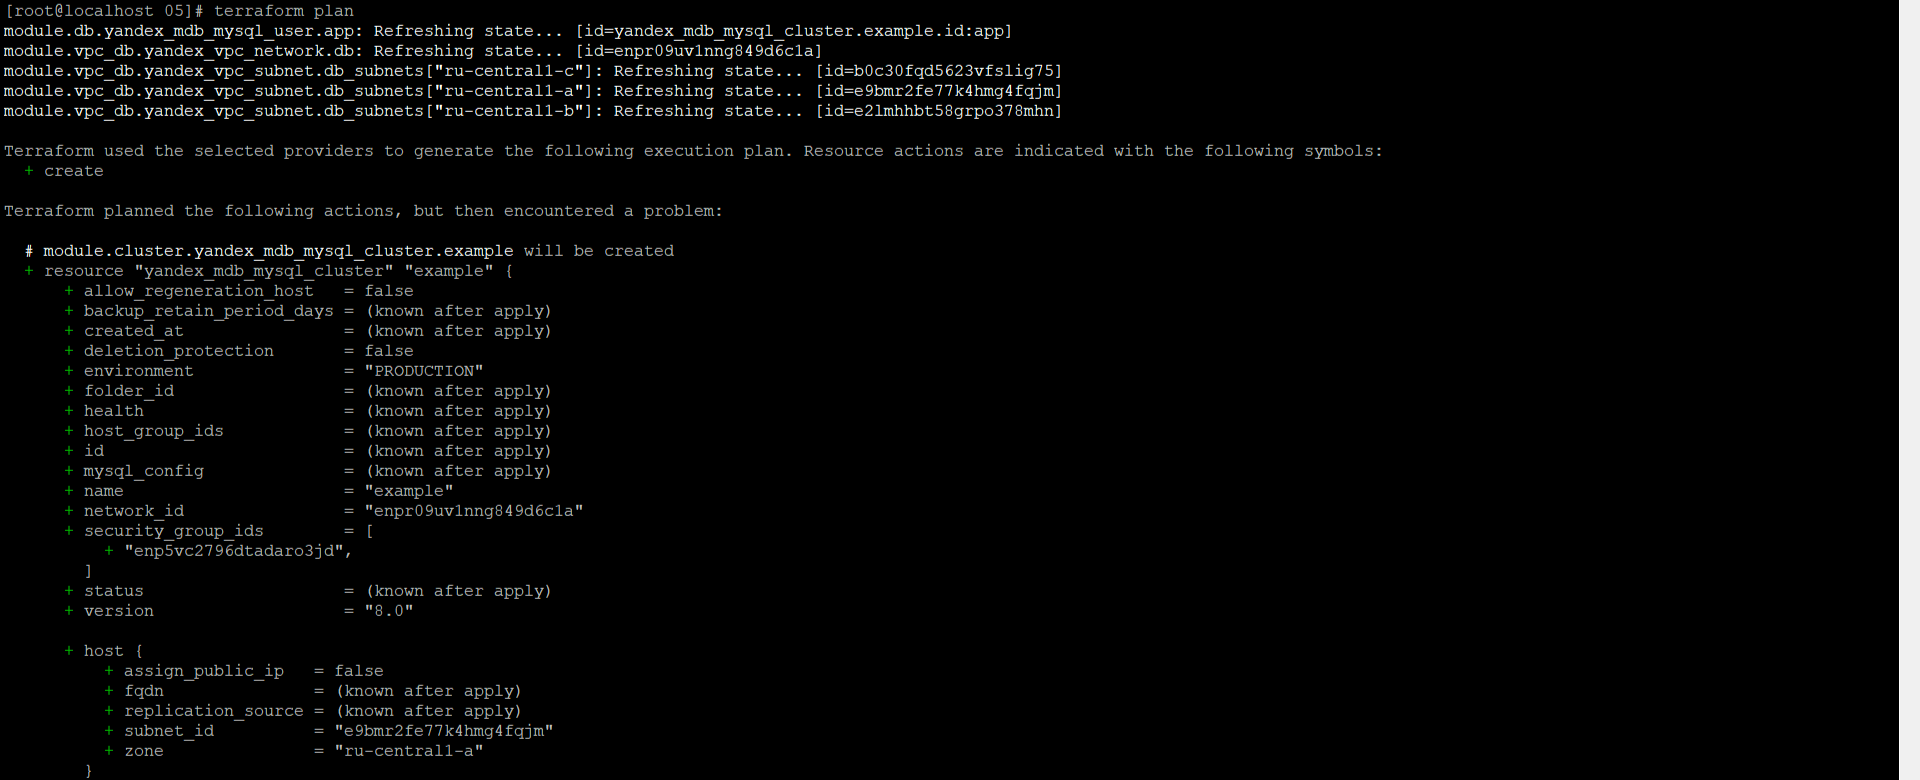 [root@localhost 05]# terraform plan
module.db.yandex_mdb_mysql_user.app: Refreshing state... [id=yandex_mdb_mysql_cluster.example.id:app]
module.vpc_db.yandex_vpc_network.db: Refreshing state... [id=enpr09uv1nng849d6c1a]
module.vpc_db.yandex_vpc_subnet.db_subnets["ru-central1-c"]: Refreshing state... [id=b0c30fqd5623vfslig75]
module.vpc_db.yandex_vpc_subnet.db_subnets["ru-central1-a"]: Refreshing state... [id=e9bmr2fe77k4hmg4fqjm]
module.vpc_db.yandex_vpc_subnet.db_subnets["ru-central1-b"]: Refreshing state... [id=e2lmhhbt58grpo378mhn]
Terraform used the selected providers to generate the following execution plan. Resource actions are indicated with the following symbols:
+ create
Terraform planned the following actions, but then encountered a problem:
# module.cluster.yandex_mdb_mysql_cluster.example will be created
+ resource "yandex_mdb_mysql_cluster" "example" {
+ allow_regeneration_host = false
+ backup_retain_period_days = (known after apply)
+ created_at = (known after apply)
+ deletion_protection = false
+ environment = "PRODUCTION"
+ folder_id = (known after apply)
+ health = (known after apply)
+ host_group_ids = (known after apply)
+ id = (known after apply)
+ mysql_config = (known after apply)
+ name = "example"
+ network_id = "enpr09uv1nng849d6c1a"
+ security_group_ids = [
+ "enp5vc2796dtadaro3jd",
]
+ status = (known after apply)
+ version = "8.0"
+ host {
+ assign_public_ip = false
+ fqdn = (known after apply)
+ replication_source = (known after apply)
+ subnet_id = "e9bmr2fe77k4hmg4fqjm"
+ zone = "ru-central1-a"
}